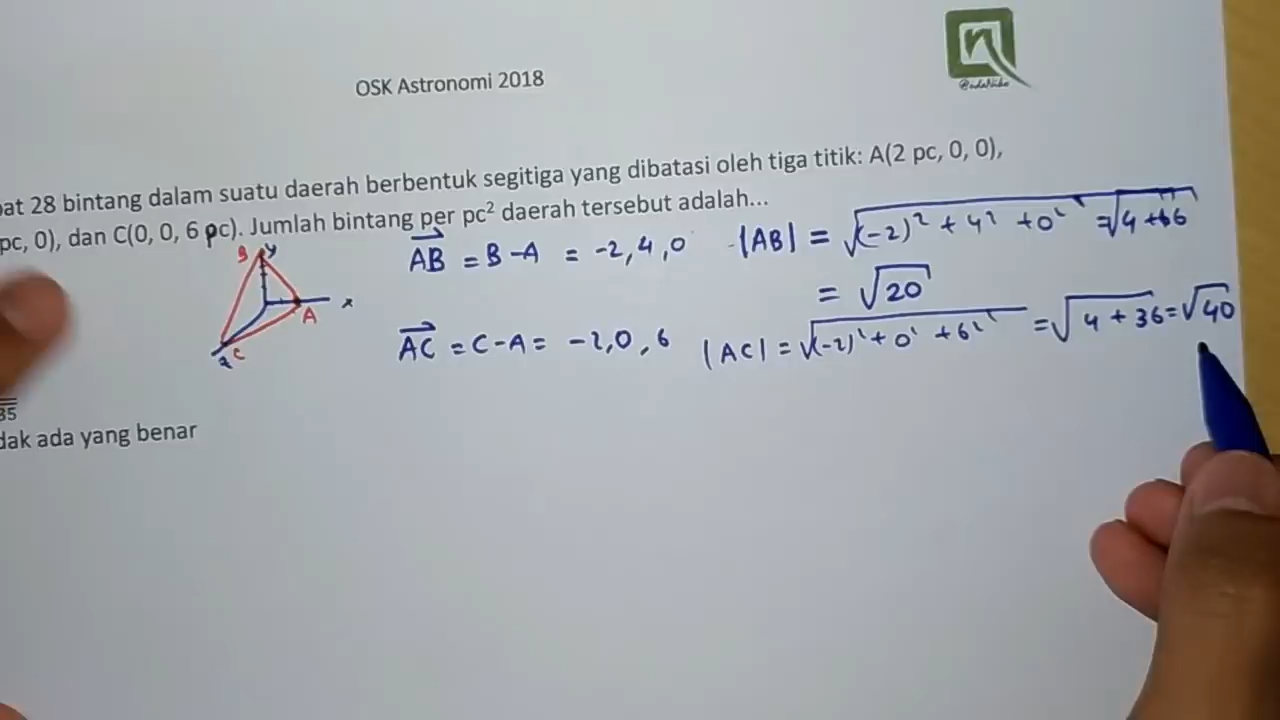 OSK Astronomi 2018
@udaNiko
pat 28 bintang dalam suatu daerah berbentuk segitiga yang dibatasi oleh tiga titik: A(2 pc, 0, 0),
pc, 0), dan C(0, 0, 6 pc). Jumlah bintang per pc² daerah tersebut adalah...
B y
x
A
C
AB = B - A = -2, 4, 0 |AB| = √(-2)² + 4² + 0² = √4 + 16
= √20
AC = C - A = -2, 0, 6 |AC| = √(-2)² + 0² + 6² = √4 + 36 = √40
35
dak ada yang benar